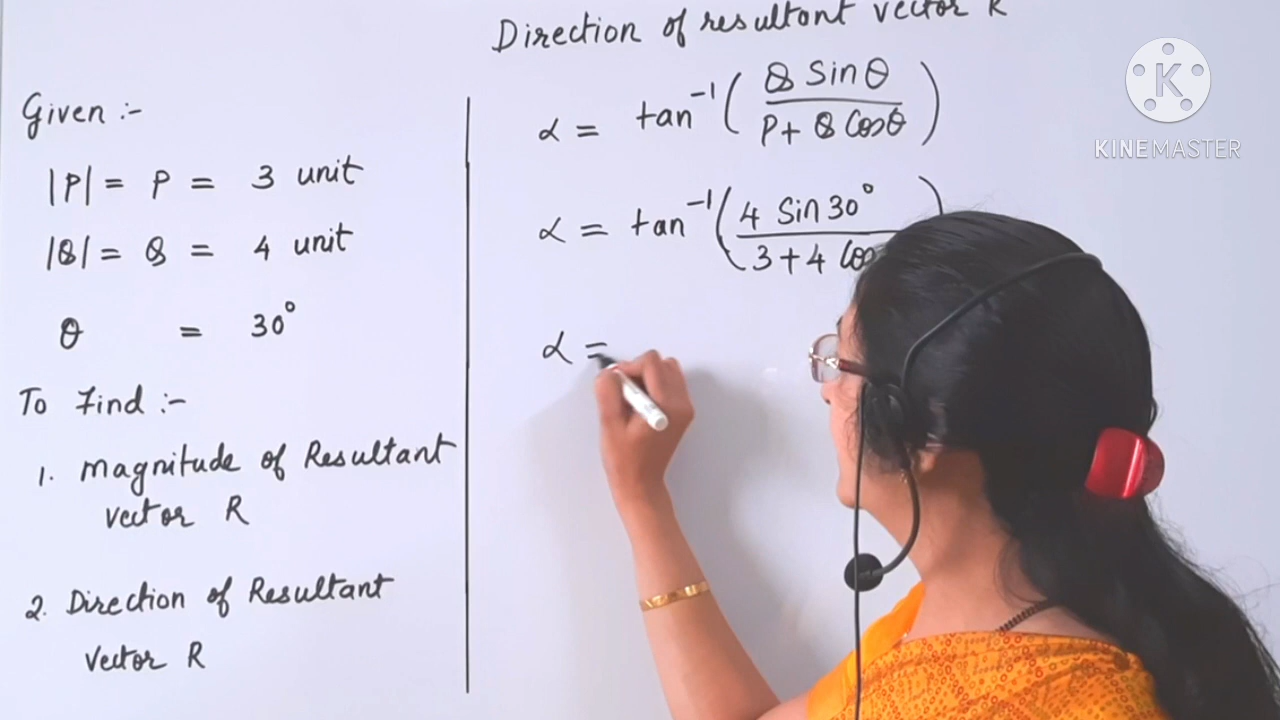 Given :-
|P| = P = 3 unit
|Q| = Q = 4 unit
θ = 30°
To Find :-
1. Magnitude of Resultant
vector R
2. Direction of Resultant
vector R
Direction of resultant vector R
α = tan⁻¹ ( Q Sin θ / P + Q Cos θ )
α = tan⁻¹ ( 4 Sin 30° / 3 + 4 Cos )
α =
K
KINEMASTER